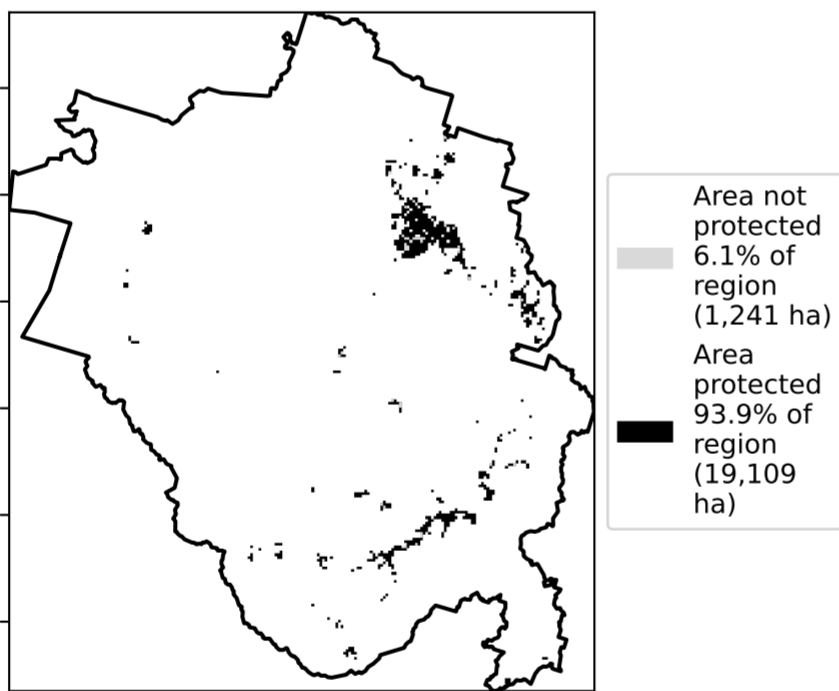 Area not
protected
6.1% of
region
(1,241 ha)
Area
protected
93.9% of
region
(19,109
ha)